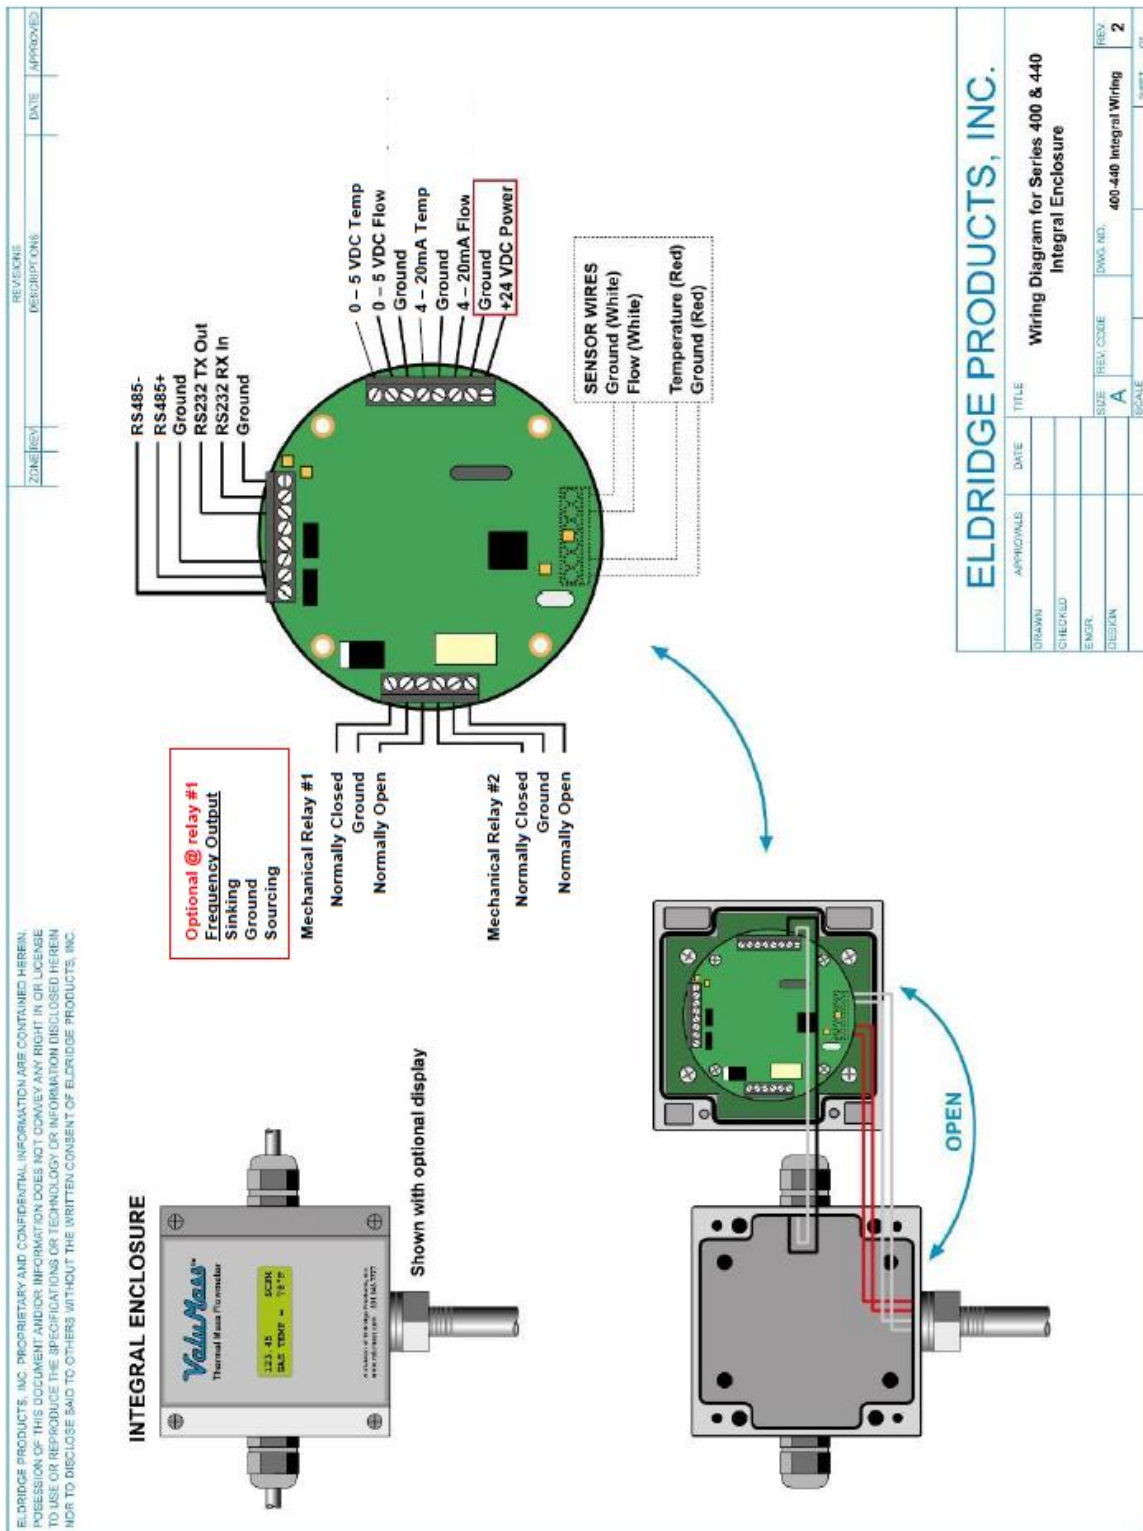 ELDRIDGE PRODUCTS, INC. PROPRIETARY AND CONFIDENTIAL INFORMATION ARE CONTAINED HEREIN.
POSESSION OF THIS DOCUMENT AND/OR INFORMATION DOES NOT CONVEY ANY RIGHT IN OR LICENSE
TO USE OR REPRODUCE THE SPECIFICATIONS OR TECHNOLOGY OR INFORMATION DISCLOSED HEREIN
NOR TO DISCLOSE SAID TO OTHERS WITHOUT THE WRITTEN CONSENT OF ELDRIDGE PRODUCTS, INC.
REVISIONS
ZONE REV DESCRIPTIONS DATE APPROVED
INTEGRAL ENCLOSURE
ValuMass™
Thermal Mass Flowmeter
123.45 SCFM
GAS TEMP = 78°F
Shown with optional display
Optional @ relay #1
Frequency Output
Sinking
Ground
Sourcing
Mechanical Relay #1
Normally Closed
Ground
Normally Open
Mechanical Relay #2
Normally Closed
Ground
Normally Open
RS485-
RS485+
Ground
RS232 TX Out
RS232 RX In
Ground
0 – 5 VDC Temp
0 – 5 VDC Flow
Ground
4 – 20mA Temp
Ground
4 – 20mA Flow
Ground
+24 VDC Power
SENSOR WIRES
Ground (White)
Flow (White)
Temperature (Red)
Ground (Red)
OPEN
ELDRIDGE PRODUCTS, INC.
APPROVALS DATE
DRAWN
CHECKED
ENGR.
DESIGN
TITLE
Wiring Diagram for Series 400 & 440
Integral Enclosure
SIZE REV. CODE DWG. NO. REV.
A 400-440 Integral Wiring 2
SCALE